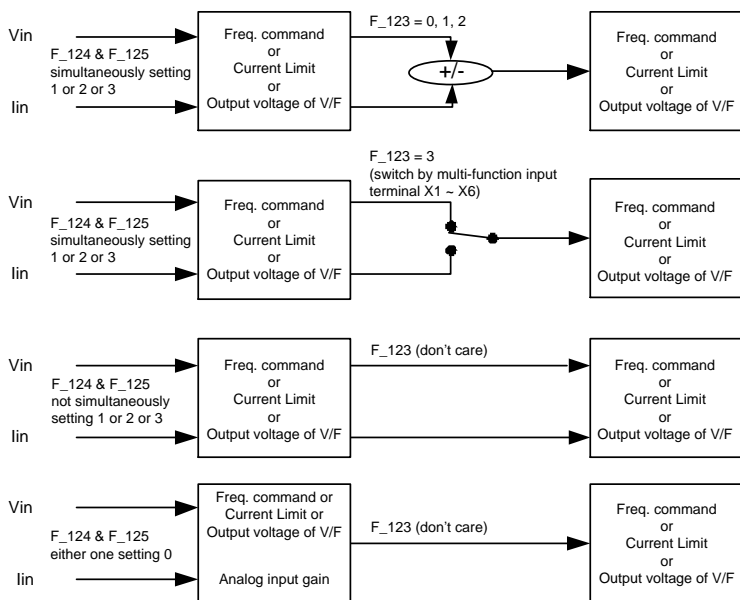 Vin
F_124 & F_125
simultaneously setting
1 or 2 or 3
Iin
Freq. command
or
Current Limit
or
Output voltage of V/F
F_123 = 0, 1, 2
+/-
Freq. command
or
Current Limit
or
Output voltage of V/F
Vin
F_124 & F_125
simultaneously setting
1 or 2 or 3
Iin
Freq. command
or
Current Limit
or
Output voltage of V/F
F_123 = 3
(switch by multi-function input
terminal X1 ~ X6)
Freq. command
or
Current Limit
or
Output voltage of V/F
Vin
F_124 & F_125
not simultaneously
setting 1 or 2 or 3
Iin
Freq. command
or
Current Limit
or
Output voltage of V/F
F_123 (don't care)
Freq. command
or
Current Limit
or
Output voltage of V/F
Vin
F_124 & F_125
either one setting 0
Iin
Freq. command or
Current Limit or
Output voltage of V/F
Analog input gain
F_123 (don't care)
Freq. command
or
Current Limit
or
Output voltage of V/F